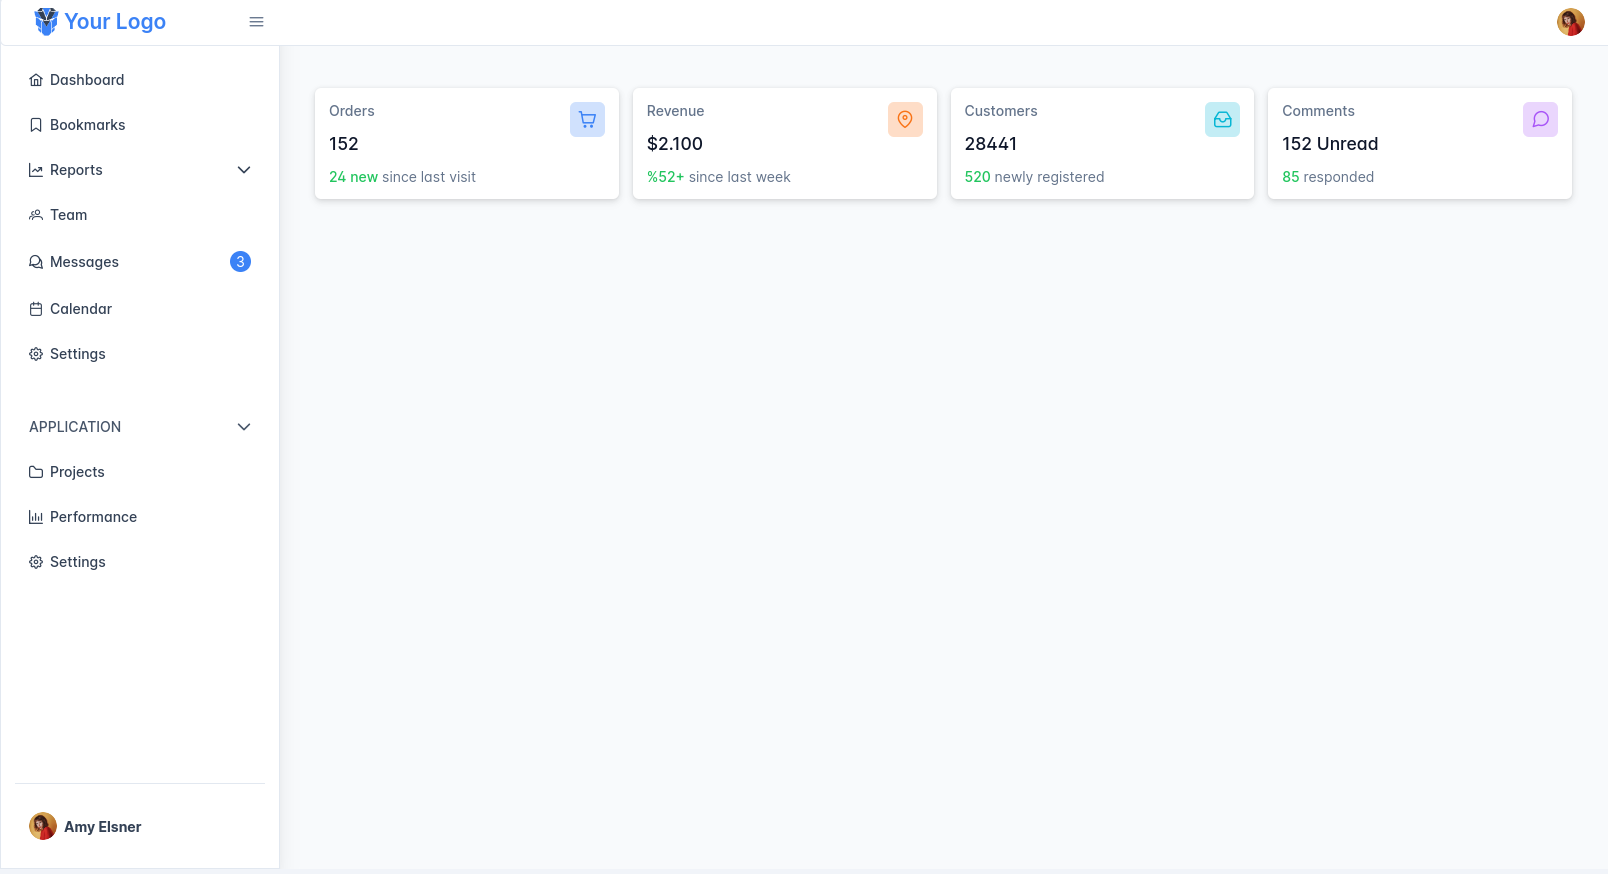 Your Logo
Dashboard
Bookmarks
Reports
Team
Messages 3
Calendar
Settings
APPLICATION
Projects
Performance
Settings
Amy Elsner
Orders
152
24 new since last visit
Revenue
$2.100
%52+ since last week
Customers
28441
520 newly registered
Comments
152 Unread
85 responded